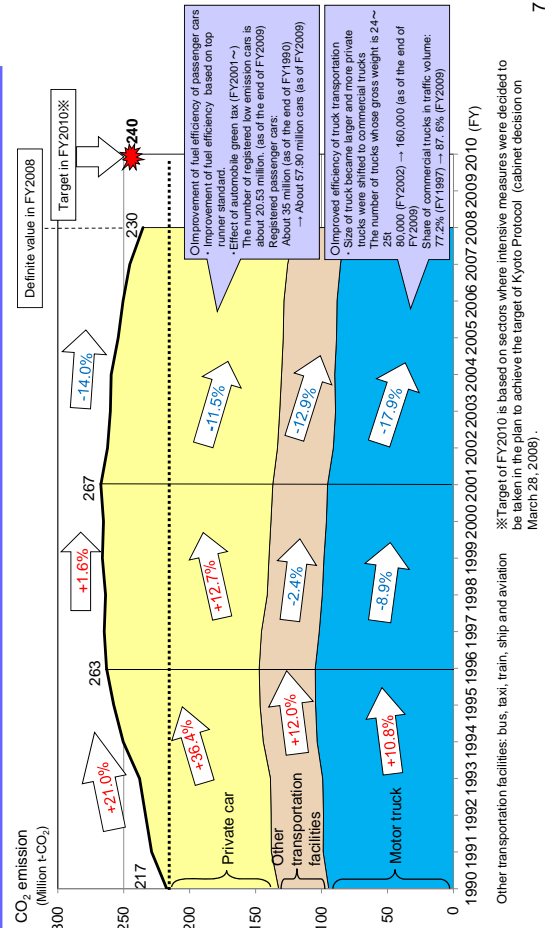 CO2 emission
(Million t-CO2)
300
250
200
150
100
50
0
217
263
267
230
240
Definite value in FY2008
Target in FY2010※
+21.0%
+1.6%
-14.0%
+36.4%
+12.7%
-11.5%
+12.0%
-2.4%
-12.9%
+10.8%
-8.9%
-17.9%
Private car
Other
transportation
facilities
Motor truck
○Improvement of fuel efficiency of passenger cars
・Improvement of fuel efficiency based on top
runner standard.
・Effect of automobile green tax (FY2001～)
The number of registered low emission cars is
about 20.53 million. (as of the end of FY2009)
Registered passenger cars:
About 35 million (as of the end of FY1990)
→ About 57.90 million cars (as of FY2009)
○Improved efficiency of truck transportation
・Size of truck became larger and more private
trucks were shifted to commercial trucks
The number of trucks whose gross weight is 24～
25t
80,000 (FY2002) → 160,000 (as of the end of
FY2009)
Share of commercial trucks in traffic volume:
77.2% (FY1997) → 87. 6% (FY2009)
1990 1991 1992 1993 1994 1995 1996 1997 1998 1999 2000 2001 2002 2003 2004 2005 2006 2007 2008 2009 2010 (FY)
Other transportation facilities: bus, taxi, train, ship and aviation
※Target of FY2010 is based on sectors where intensive measures were decided to
be taken in the plan to achieve the target of Kyoto Protocol (cabinet decision on
March 28, 2008) .
7